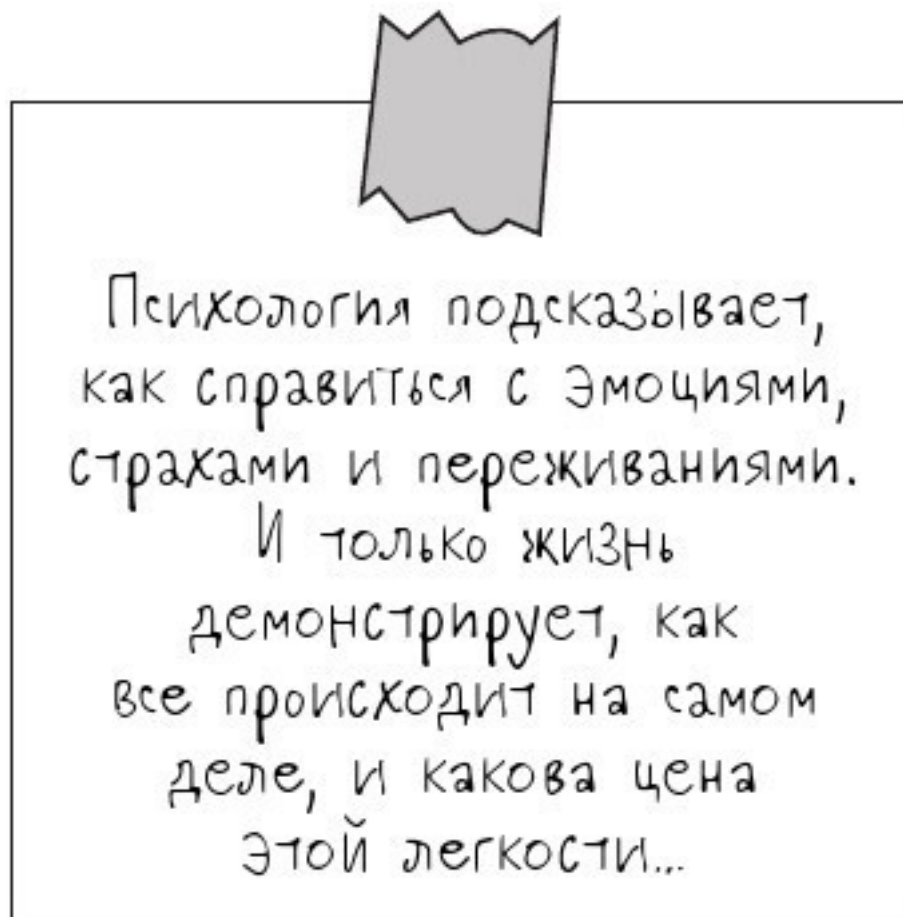 Психология подсказывает,
как справиться с эмоциями,
страхами и переживаниями.
И только жизнь
демонстрирует, как
все происходит на самом
деле, и какова цена
этой легкости...